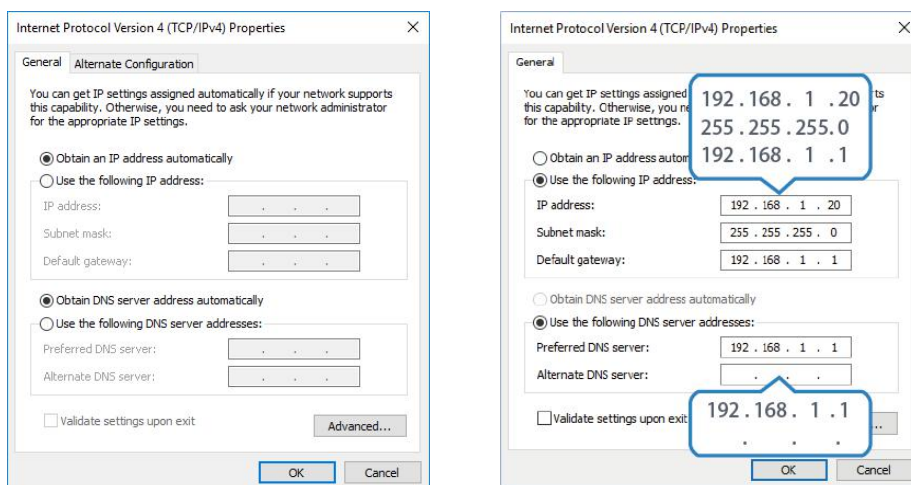 Internet Protocol Version 4 (TCP/IPv4) Properties
General
Alternate Configuration
You can get IP settings assigned automatically if your network supports
this capability. Otherwise, you need to ask your network administrator
for the appropriate IP settings.
Obtain an IP address automatically
Use the following IP address:
IP address:
Subnet mask:
Default gateway:
Obtain DNS server address automatically
Use the following DNS server addresses:
Preferred DNS server:
Alternate DNS server:
Validate settings upon exit
Advanced...
OK
Cancel
Internet Protocol Version 4 (TCP/IPv4) Properties
General
You can get IP settings assigned
this capability. Otherwise, you
for the appropriate IP settings.
192.168. 1 .20
255.255.255.0
192.168. 1 .1
Obtain an IP address
Use the following IP address:
IP address: 192 . 168 . 1 . 20
Subnet mask: 255 . 255 . 255 . 0
Default gateway: 192 . 168 . 1 . 1
Obtain DNS server address automatically
Use the following DNS server addresses:
Preferred DNS server: 192 . 168 . 1 . 1
Alternate DNS server: . . .
192.168. 1 .1
. . .
Validate settings upon exit
OK
Cancel